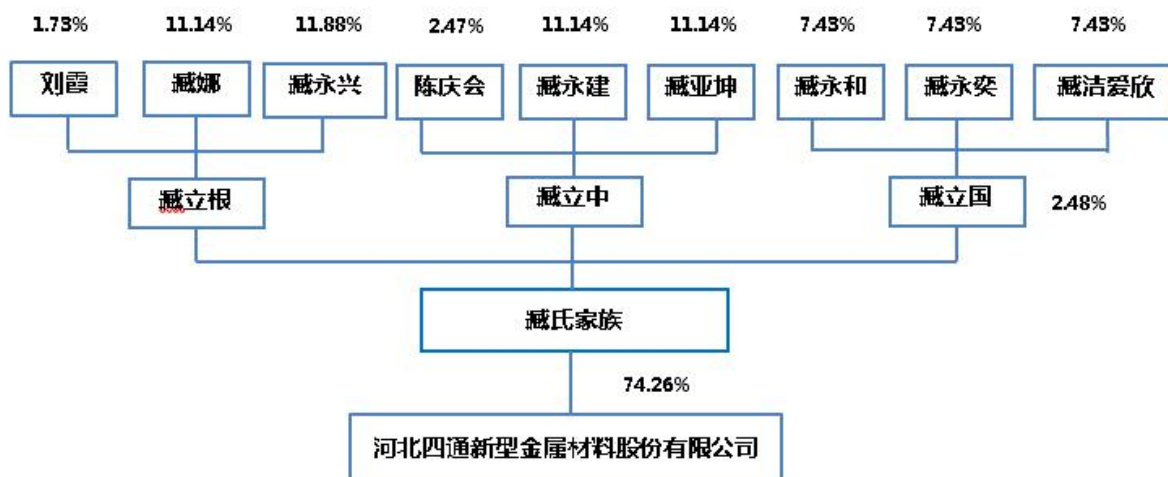 1.73% 11.14% 11.88% 2.47% 11.14% 11.14% 7.43% 7.43% 7.43%
刘霞 臧娜 臧永兴 陈庆会 臧永建 臧亚坤 臧永和 臧永奕 臧洁爱欣
臧立根 臧立中 臧立国 2.48%
臧氏家族
74.26%
河北四通新型金属材料股份有限公司